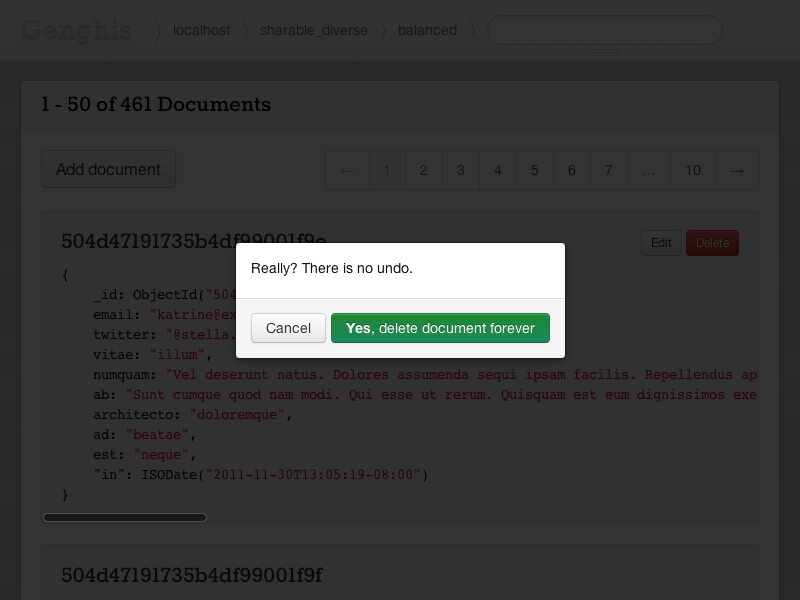 Genghis
localhost
sharable_diverse
balanced
1 - 50 of 461 Documents
Add document
← 1 2 3 4 5 6 7 … 10 →
504d47191735b4df99001f9e
Edit
Delete
{
_id: ObjectId("504
email: "katrine@ex
twitter: "@stella.
vitae: "illum",
numquam: "Vel deserunt natus. Dolores assumenda sequi ipsam facilis. Repellendus ap
ab: "Sunt cumque quod nam modi. Qui esse ut rerum. Quisquam est eum dignissimos exe
architecto: "doloremque",
ad: "beatae",
est: "neque",
"in": ISODate("2011-11-30T13:05:19-08:00")
}
Really? There is no undo.
Cancel
Yes, delete document forever
504d47191735b4df99001f9f